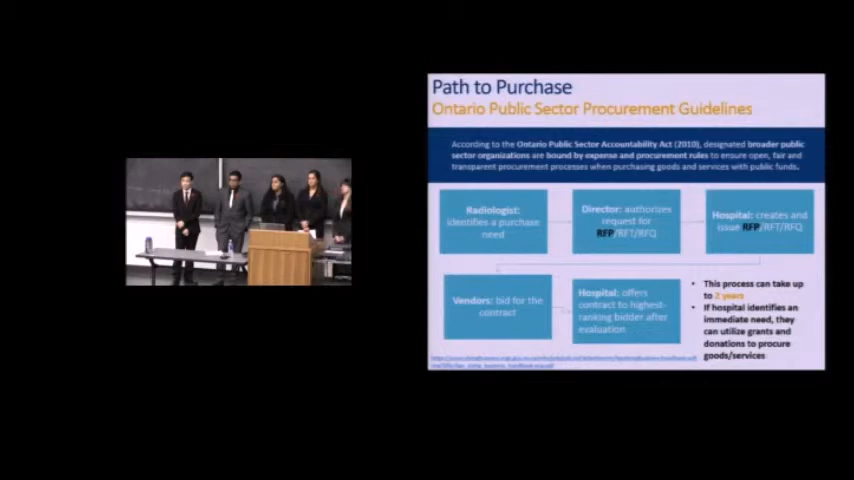 Path to Purchase
Ontario Public Sector Procurement Guidelines
According to the Ontario Public Sector Accountability Act (2010), designated broader public
sector organizations are bound by expense and procurement rules to ensure open, fair and
transparent procurement processes when purchasing goods and services with public funds.
Radiologist:
identifies a purchase
need
Director: authorizes
request for
RFP/RFT/RFQ
Hospital: creates and
issue RFP/RFT/RFQ
Vendors: bid for the
contract
Hospital: offers
contract to highest-
ranking bidder after
evaluation
• This process can take up
to 2 years
• If hospital identifies an
immediate need, they
can utilize grants and
donations to procure
goods/services